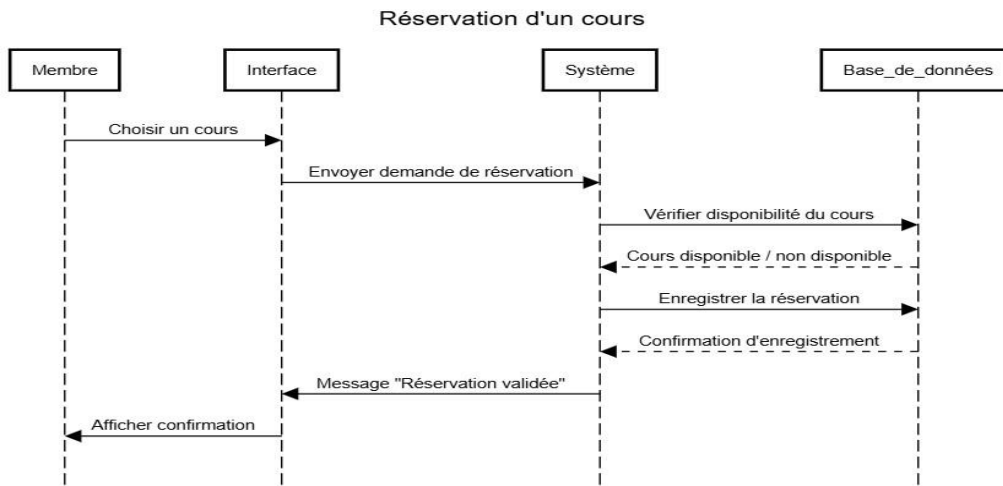 Réservation d'un cours
Membre
Interface
Système
Base_de_données
Choisir un cours
Envoyer demande de réservation
Vérifier disponibilité du cours
Cours disponible / non disponible
Enregistrer la réservation
Confirmation d'enregistrement
Message "Réservation validée"
Afficher confirmation